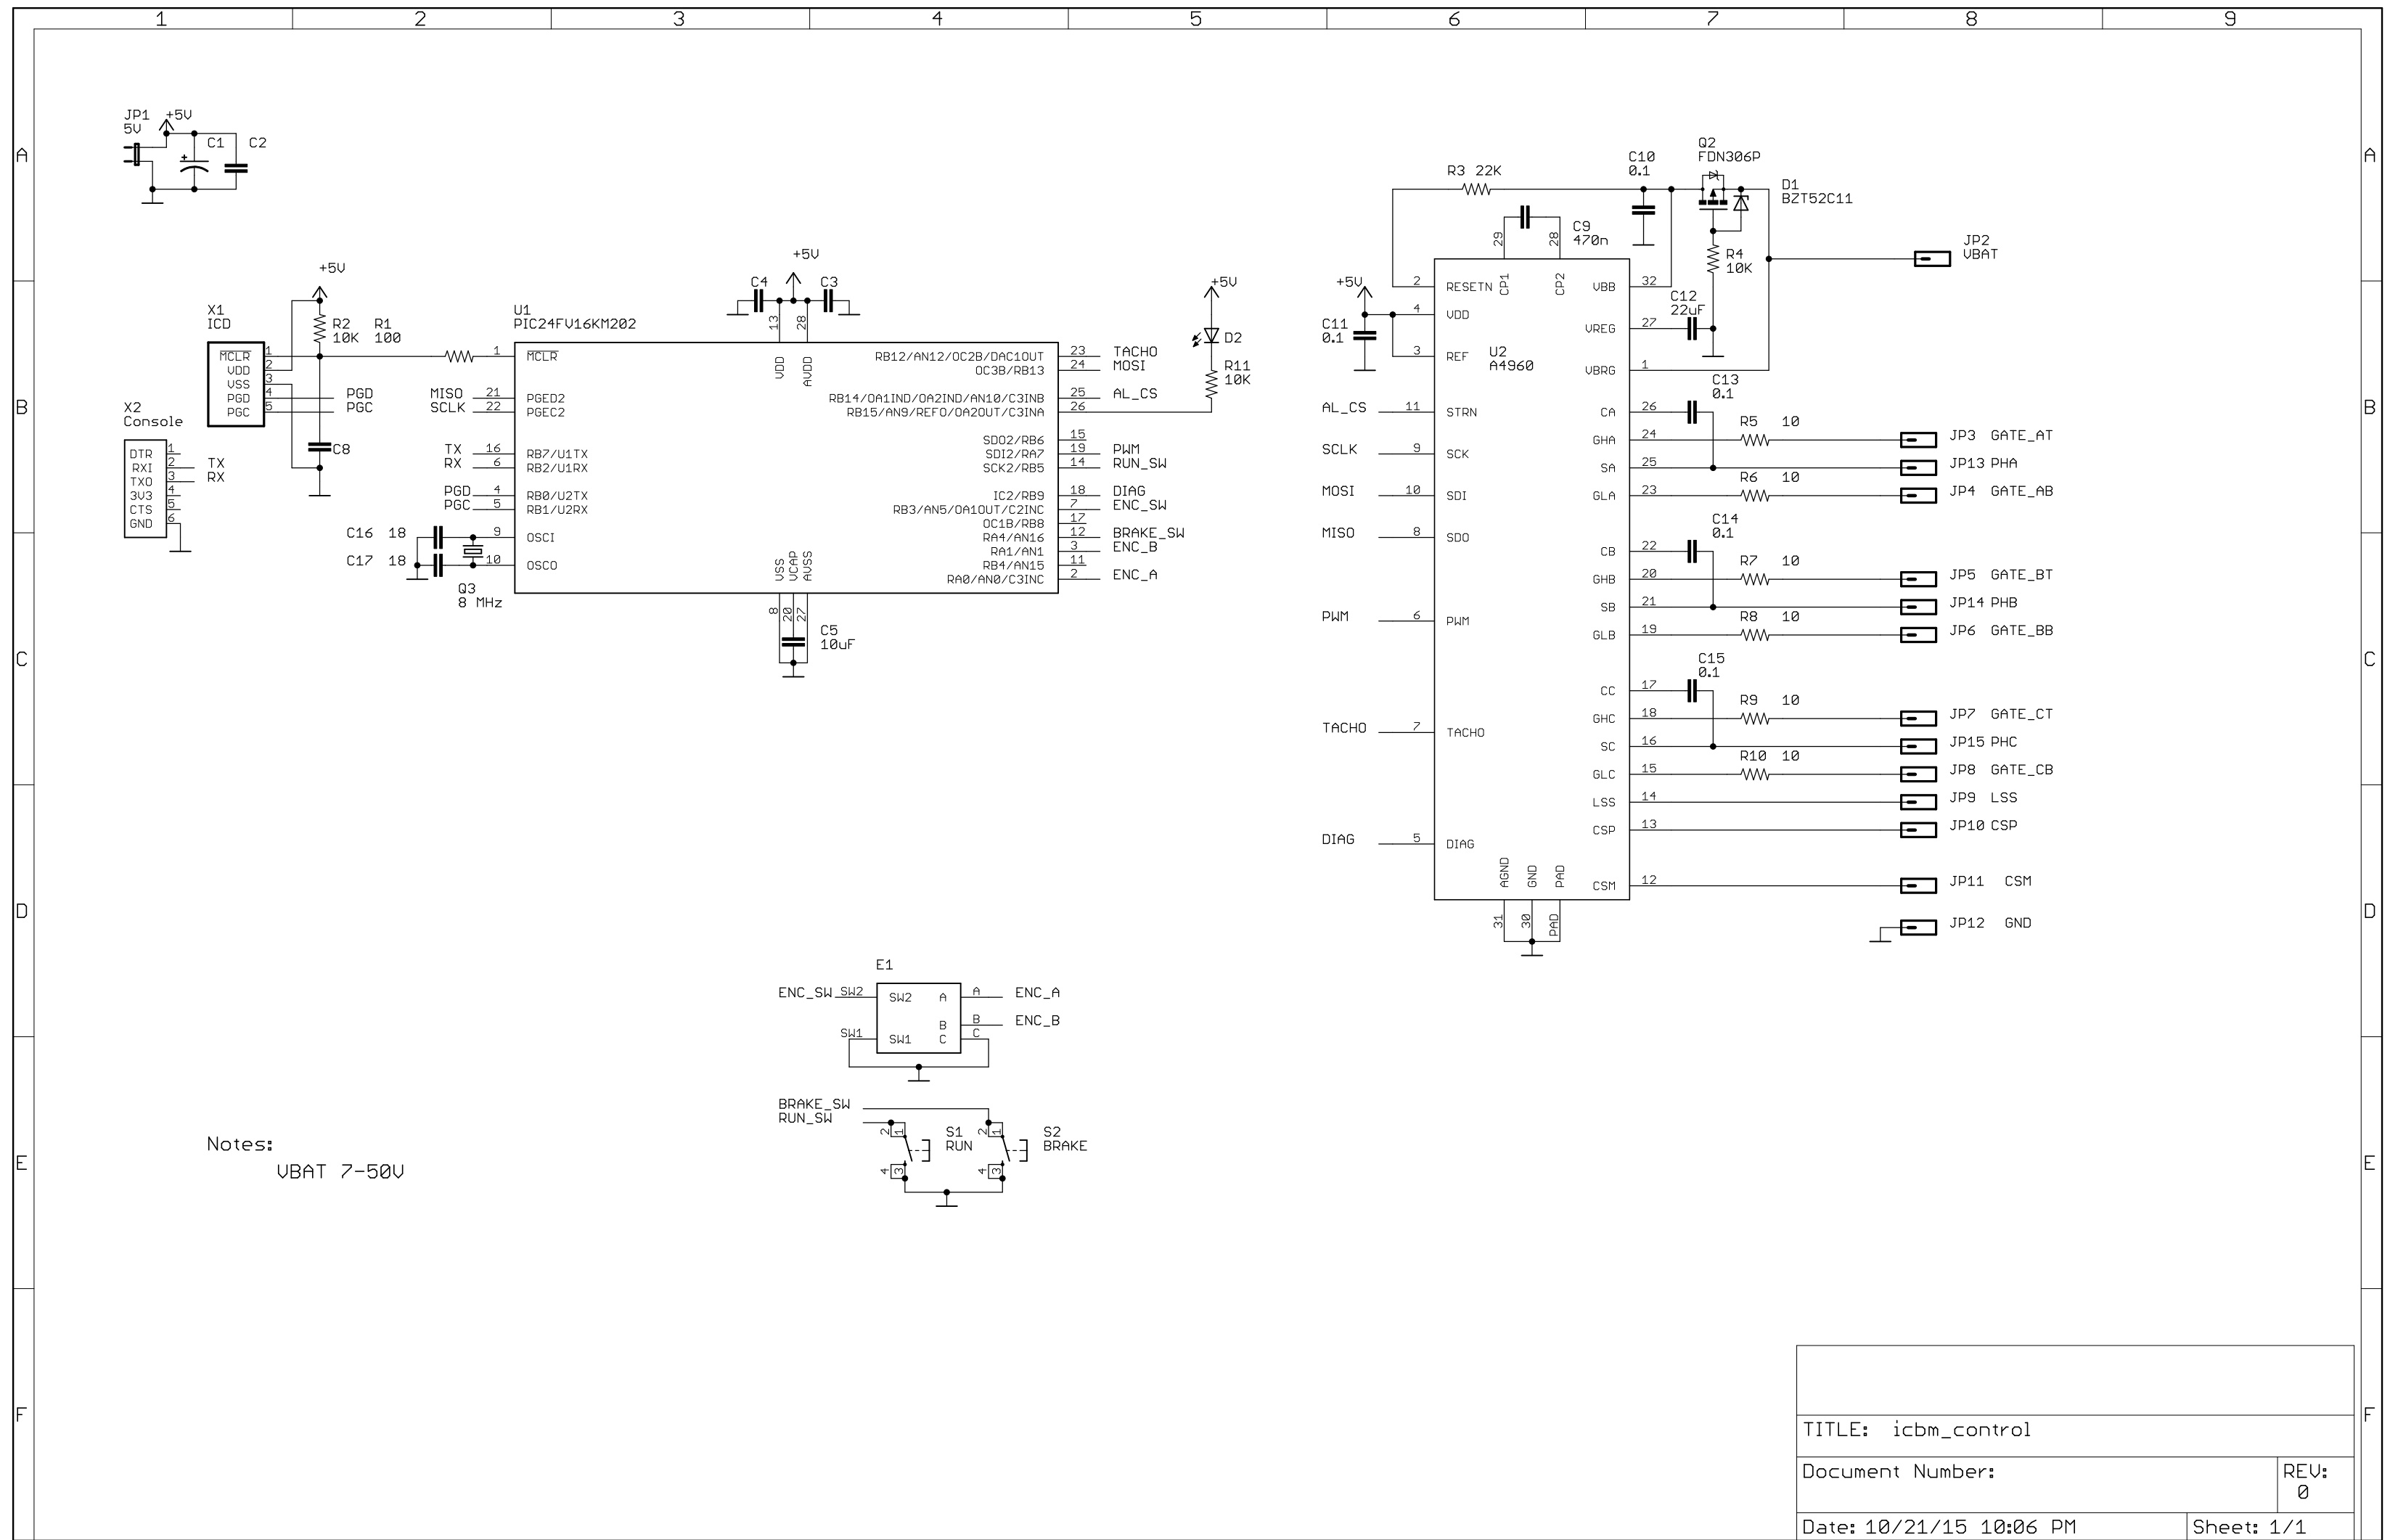 1 2 3 4 5 6 7 8 9
A A
B B
C C
D D
E E
F F
JP1
5V
+5V
C1 C2
X1
ICD
MCLR 1
VDD 2
VSS 3
PGD 4 PGD
PGC 5 PGC
+5V
R2
10K
R1
100
C8
X2
Console
DTR 1
RXI 2 TX
TXO 3 RX
3V3 4
CTS 5
GND 6
U1
PIC24FV16KM202
1 MCLR
MISO 21 PGED2
SCLK 22 PGEC2
TX 16 RB7/U1TX
RX 6 RB2/U1RX
PGD 4 RB0/U2TX
PGC 5 RB1/U2RX
C16 18 9 OSCI
C17 18 10 OSCO
Q3
8 MHz
+5V
C4 C3
13 28
VDD AVDD
RB12/AN12/OC2B/DAC1OUT 23 TACHO
OC3B/RB13 24 MOSI
RB14/OA1IND/OA2IND/AN10/C3INB 25 AL_CS
RB15/AN9/REFO/OA2OUT/C3INA 26
SDO2/RB6 15
SDI2/RA7 19 PWM
SCK2/RB5 14 RUN_SW
IC2/RB9 18 DIAG
RB3/AN5/OA1OUT/C2INC 7 ENC_SW
OC1B/RB8 17
RA4/AN16 12 BRAKE_SW
RA1/AN1 3 ENC_B
RB4/AN15 11
RA0/AN0/C3INC 2 ENC_A
VSS VCAP AVSS
8 20 27
C5
10uF
+5V
D2
R11
10K
R3 22K
C10
0.1
Q2
FDN306P
D1
BZT52C11
29 28
C9
470n
R4
10K
JP2
VBAT
+5V
C11
0.1
U2
A4960
CP1 CP2
2 RESETN
4 VDD
3 REF
AL_CS 11 STRN
SCLK 9 SCK
MOSI 10 SDI
MISO 8 SDO
PWM 6 PWM
TACHO 7 TACHO
DIAG 5 DIAG
VBB 32
C12
22uF
VREG 27
VBRG 1
C13
0.1
CA 26
GHA 24 R5 10 JP3 GATE_AT
SA 25 JP13 PHA
GLA 23 R6 10 JP4 GATE_AB
C14
0.1
CB 22
GHB 20 R7 10 JP5 GATE_BT
SB 21 JP14 PHB
GLB 19 R8 10 JP6 GATE_BB
C15
0.1
CC 17
GHC 18 R9 10 JP7 GATE_CT
SC 16 JP15 PHC
GLC 15 R10 10 JP8 GATE_CB
LSS 14 JP9 LSS
CSP 13 JP10 CSP
CSM 12 JP11 CSM
JP12 GND
AGND GND PAD
31 30 PAD
E1
ENC_SW SW2 SW2 A A ENC_A
B B ENC_B
SW1 SW1 C C
BRAKE_SW
RUN_SW
2 1 S1
RUN
4 3
2 1 S2
BRAKE
4 3
Notes:
VBAT 7-50V
TITLE: icbm_control
Document Number:
REV:
0
Date: 10/21/15 10:06 PM
Sheet: 1/1